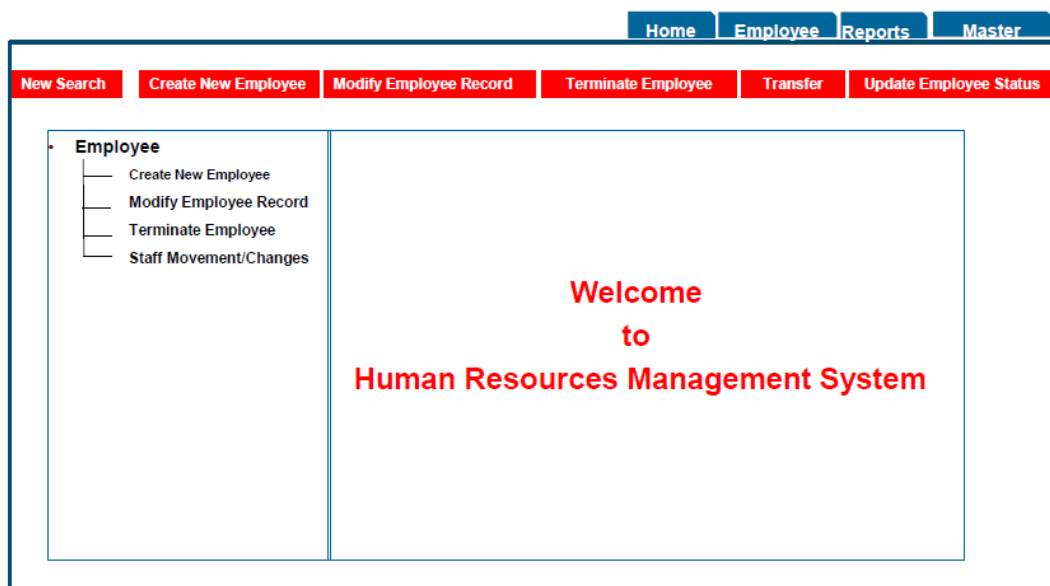 Home Employee Reports Master
New Search Create New Employee Modify Employee Record Terminate Employee Transfer Update Employee Status
Employee
Create New Employee
Modify Employee Record
Terminate Employee
Staff Movement/Changes
Welcome
to
Human Resources Management System